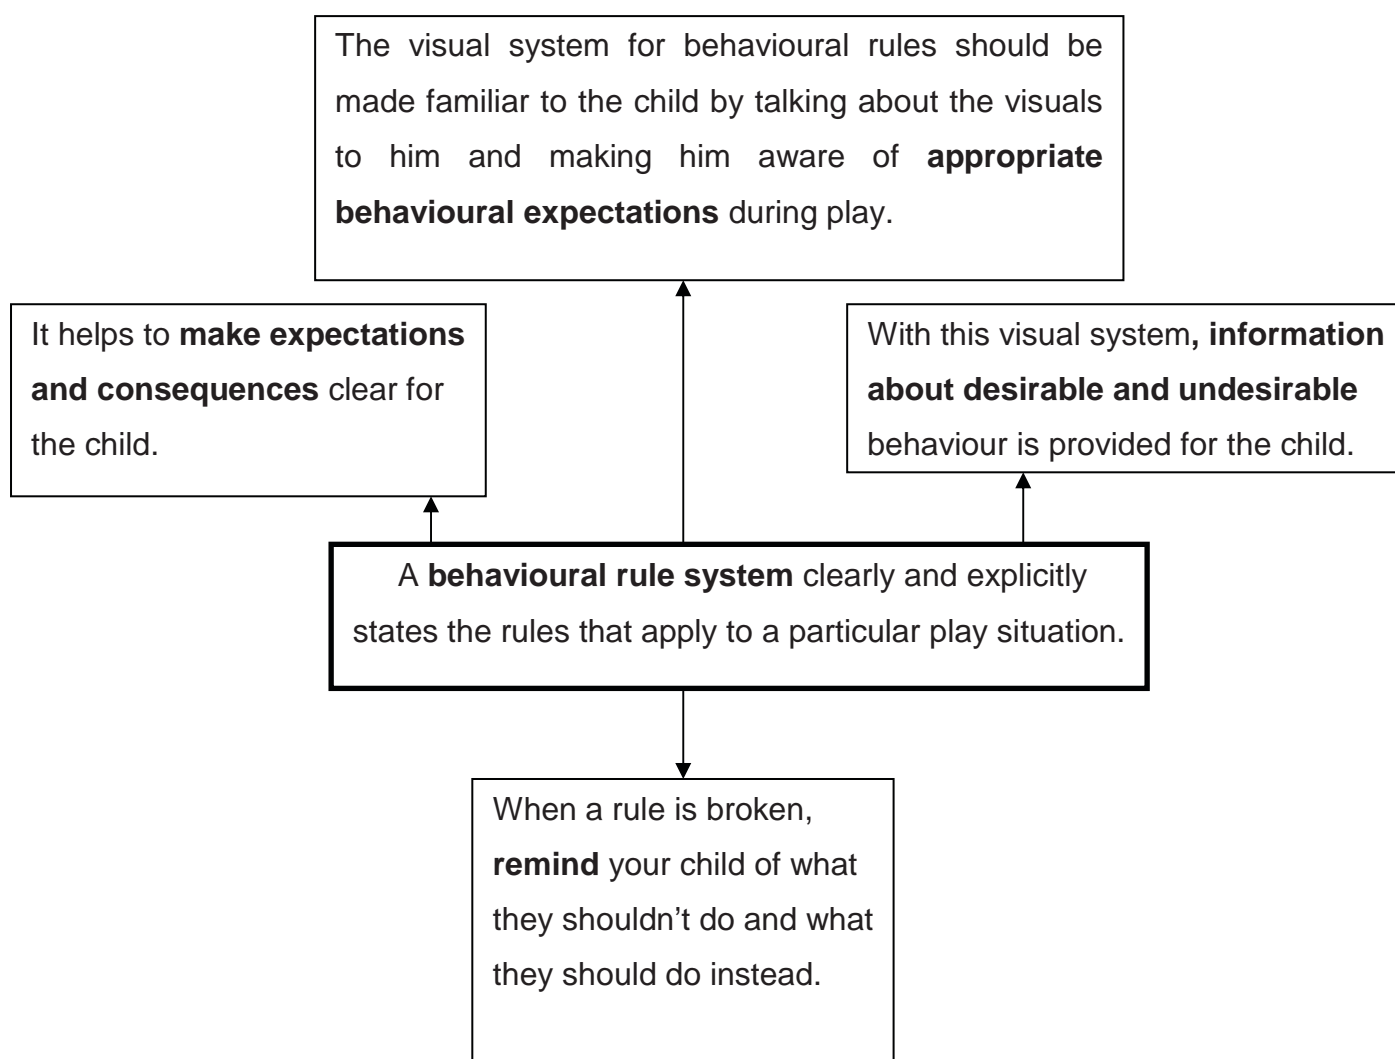 The visual system for behavioural rules should be
made familiar to the child by talking about the visuals
to him and making him aware of appropriate
behavioural expectations during play.
It helps to make expectations
and consequences clear for
the child.
With this visual system, information
about desirable and undesirable
behaviour is provided for the child.
A behavioural rule system clearly and explicitly
states the rules that apply to a particular play situation.
When a rule is broken,
remind your child of what
they shouldn't do and what
they should do instead.